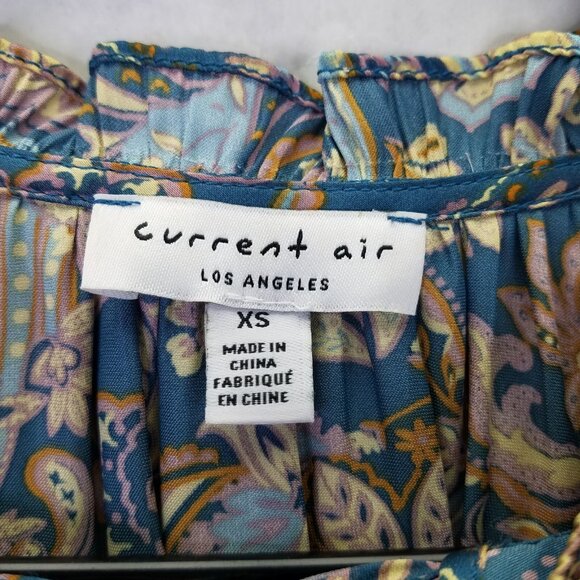 current air
LOS ANGELES
XS
MADE IN
CHINA
FABRIQUÉ
EN CHINE